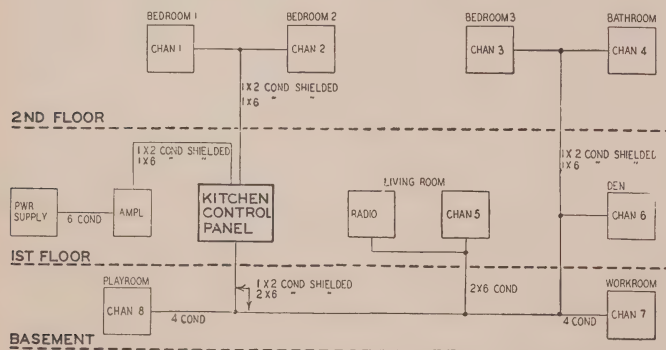 BEDROOM 1
BEDROOM 2
BEDROOM 3
BATHROOM
CHAN 1
CHAN 2
CHAN 3
CHAN 4
1X2 COND SHIELDED
1X6 " "
2ND FLOOR
1X2 COND SHIELDED
1X6 " "
1X2 COND SHIELDED
1X6 " "
LIVING ROOM
DEN
PWR
SUPPLY
6 COND
AMPL
KITCHEN
CONTROL
PANEL
RADIO
CHAN 5
CHAN 6
1ST FLOOR
PLAYROOM
1X2 COND SHIELDED
2X6 " "
2X6 COND
WORKROOM
CHAN 8
4 COND
4 COND
CHAN 7
BASEMENT